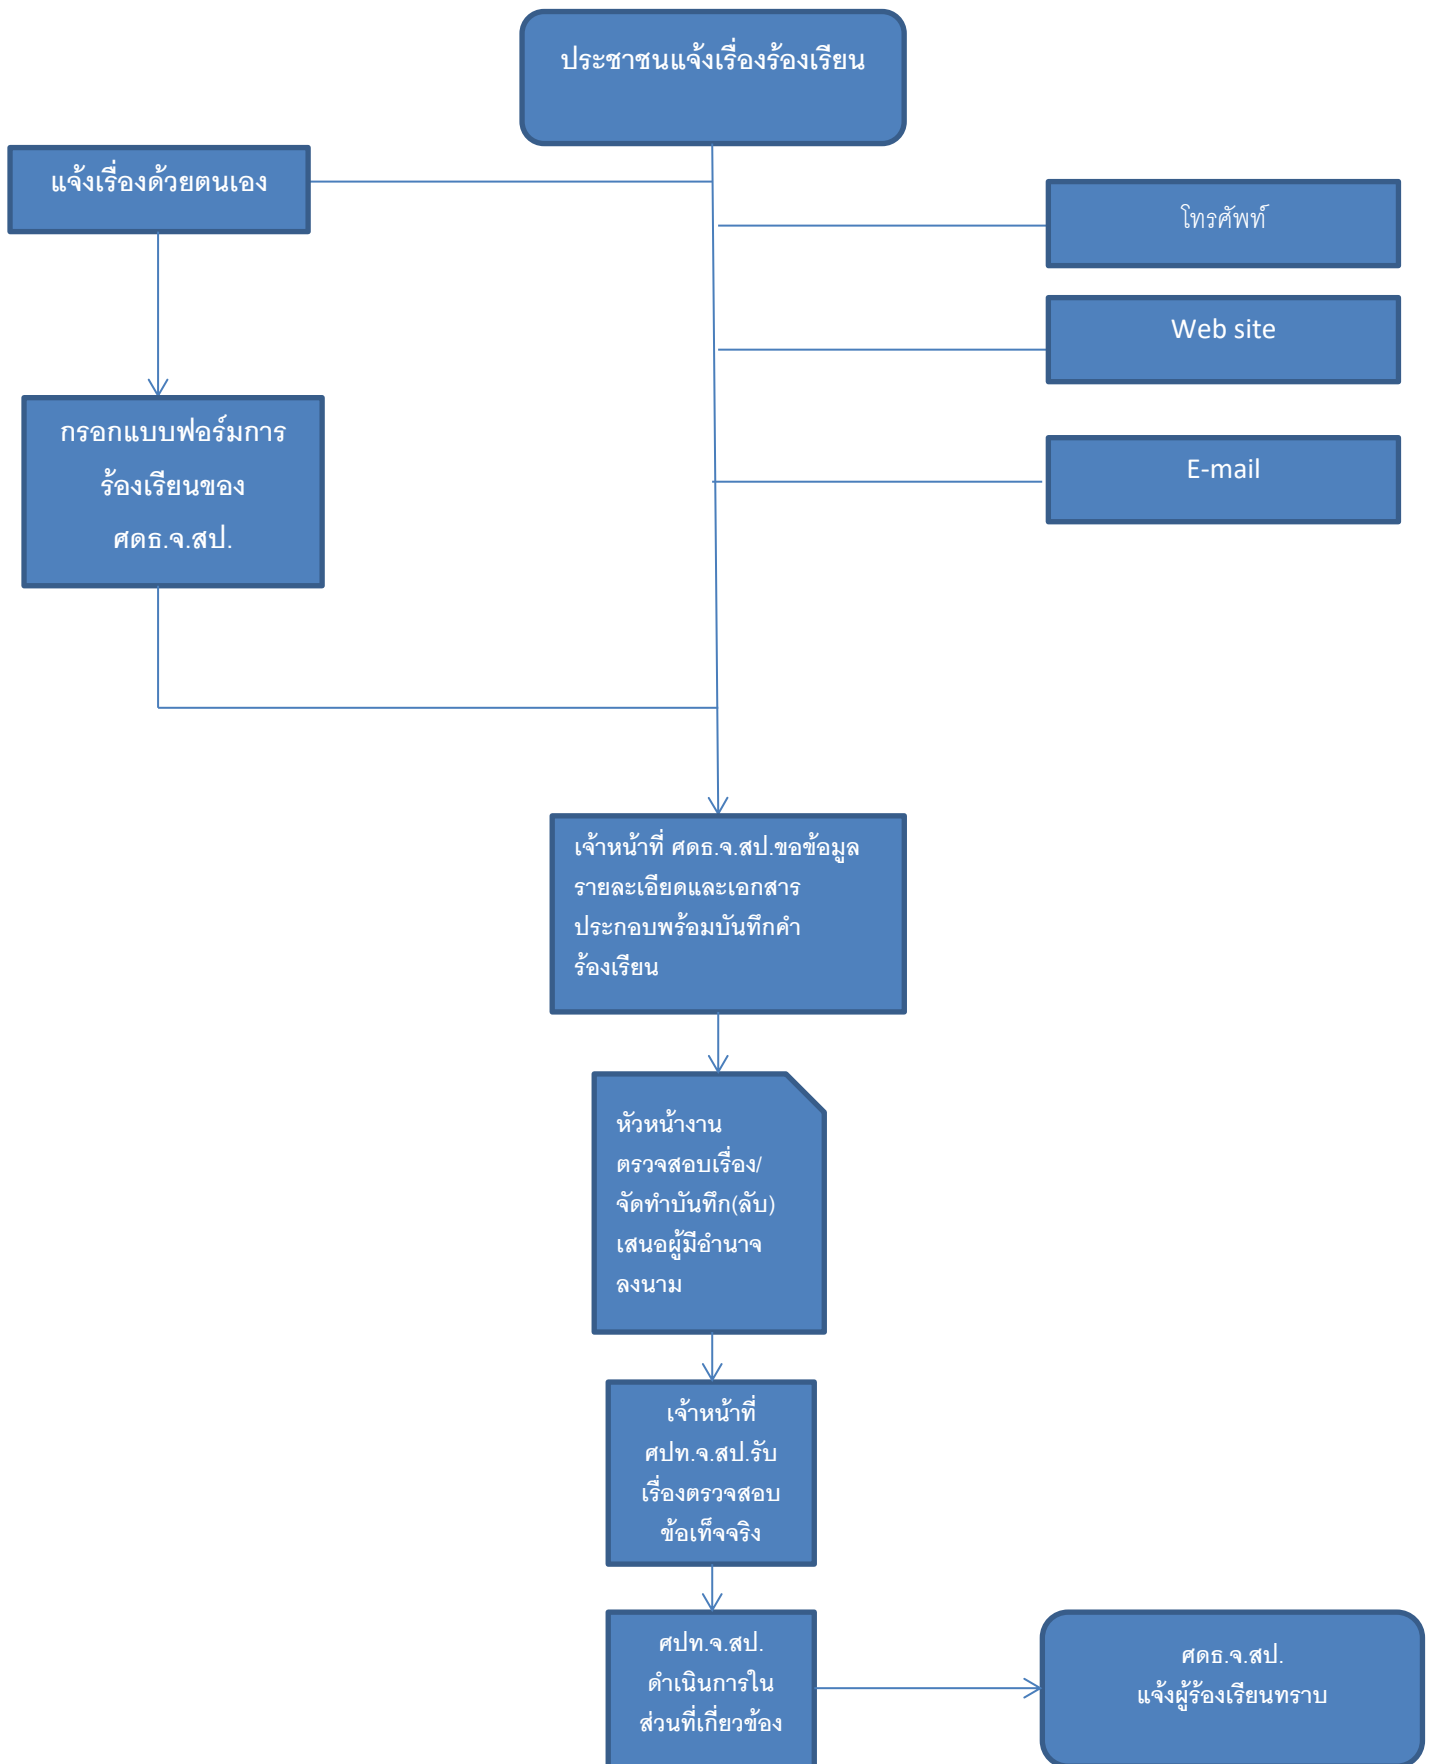 ประชาชนแจ้งเรื่องร้องเรียน
แจ้งเรื่องด้วยตนเอง
โทรศัพท์
Web site
E-mail
กรอกแบบฟอร์มการ
ร้องเรียนของ
ศดธ.จ.สป.
เจ้าหน้าที่ ศดธ.จ.สป.ขอข้อมูล
รายละเอียดและเอกสาร
ประกอบพร้อมบันทึกคำ
ร้องเรียน
หัวหน้างาน
ตรวจสอบเรื่อง/
จัดทำบันทึก(ลับ)
เสนอผู้มีอำนาจ
ลงนาม
เจ้าหน้าที่
ศปท.จ.สป.รับ
เรื่องตรวจสอบ
ข้อเท็จจริง
ศปท.จ.สป.
ดำเนินการใน
ส่วนที่เกี่ยวข้อง
ศดธ.จ.สป.
แจ้งผู้ร้องเรียนทราบ